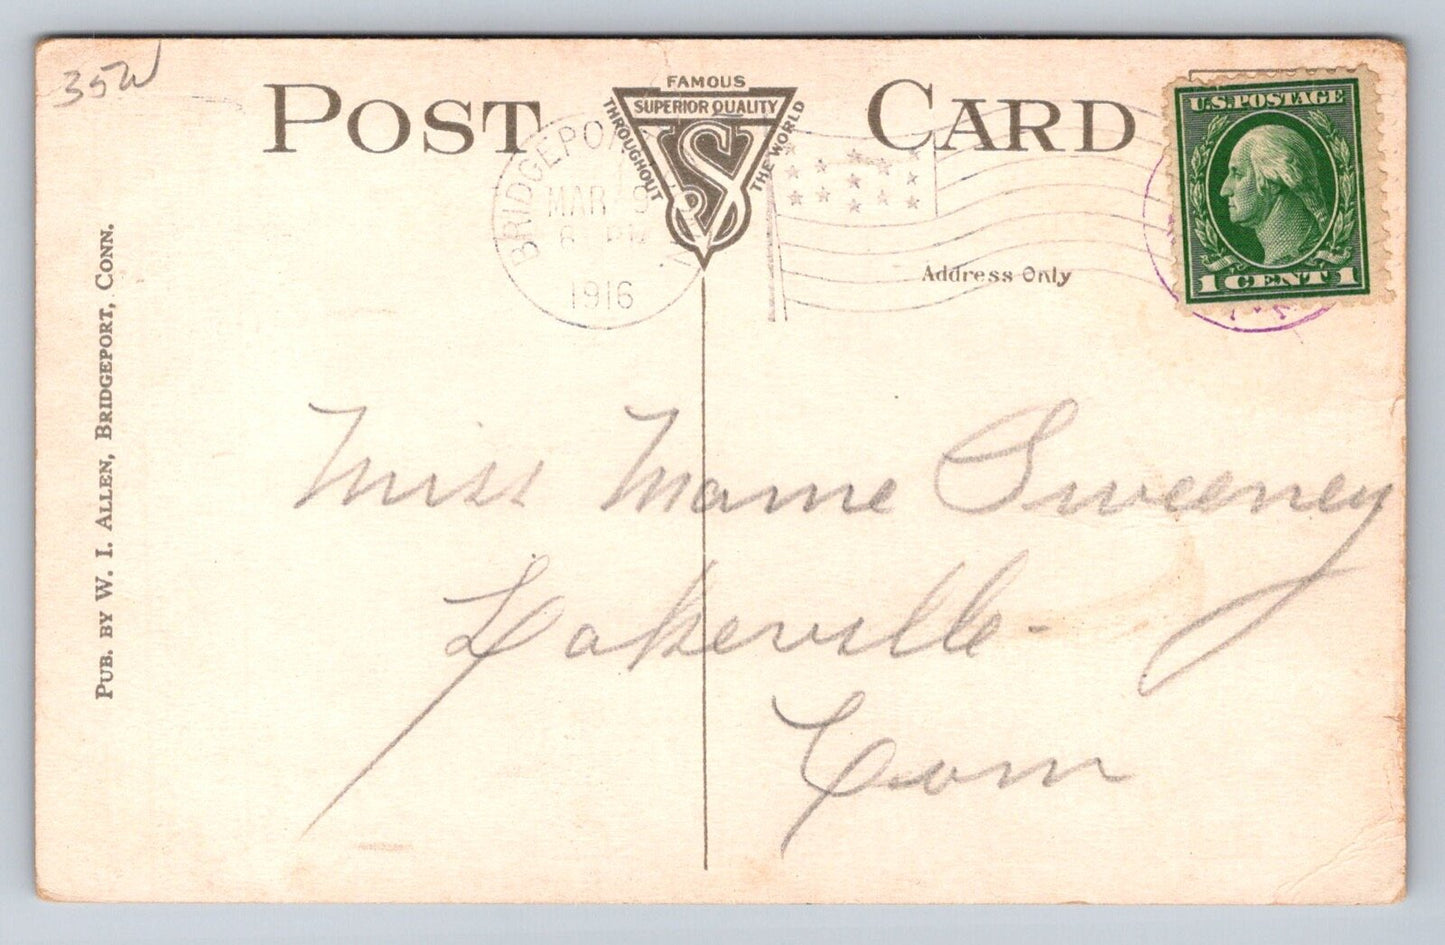 35W
POST CARD
FAMOUS
SUPERIOR QUALITY
THROUGHOUT THE WORLD
S
U.S. POSTAGE
1 CENT 1
BRIDGEPORT
MAR 9
6 PM
1916
Address Only
PUB. BY W. I. ALLEN, BRIDGEPORT, CONN.
Miss Mame Sweeney
Lakeville-
Conn